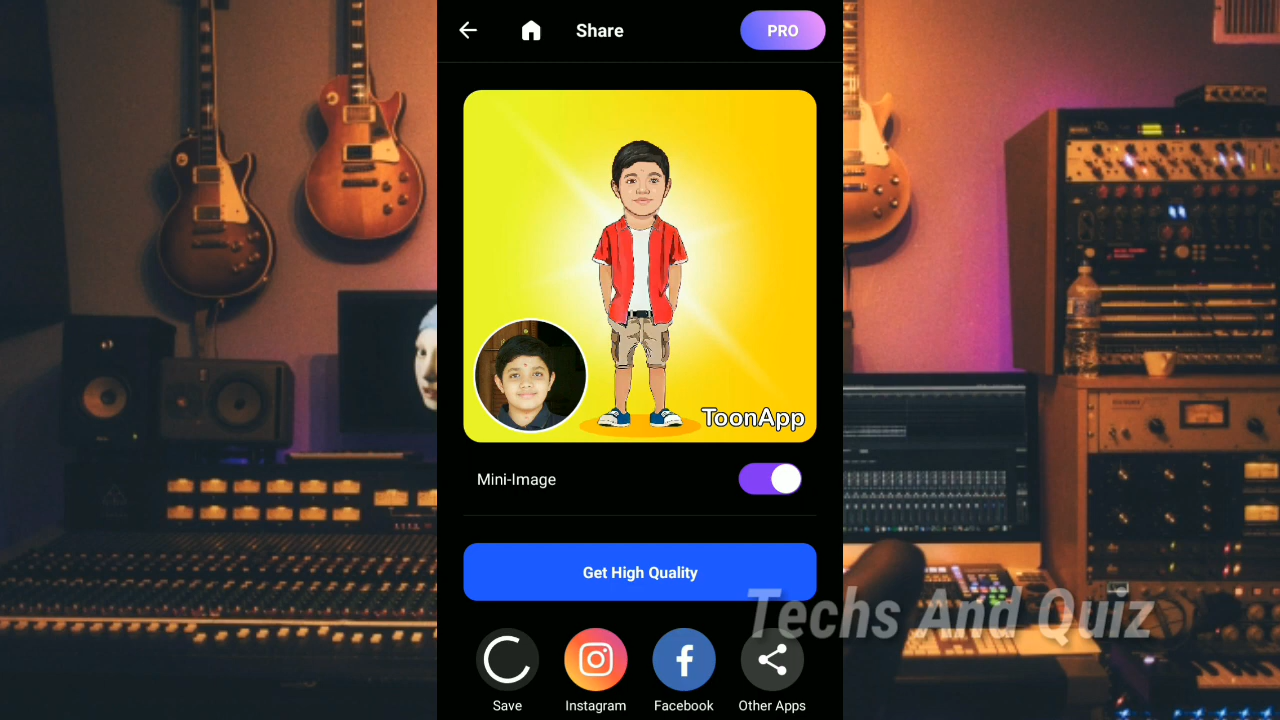 Share
PRO
ToonApp
Mini-Image
Get High Quality
Techs And Quiz
Save
Instagram
Facebook
Other Apps